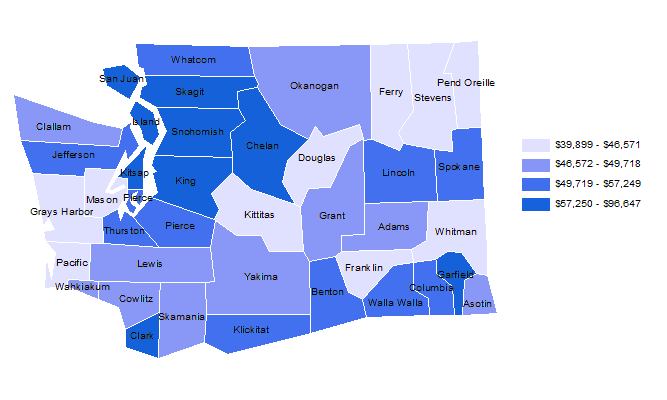 Whatcom
San Juan
Okanogan
Pend Oreille
Skagit
Ferry
Stevens
Island
Clallam
Snohomish
Chelan
$39,899 - $46,571
Jefferson
Douglas
$46,572 - $49,718
Kitsap
King
Lincoln
Spokane
$49,719 - $57,249
Mason
Pierce
$57,250 - $96,647
Grays Harbor
Kittitas
Grant
Thurston
Pierce
Adams
Whitman
Pacific
Lewis
Franklin
Yakima
Garfield
Wahkiakum
Benton
Columbia
Cowlitz
Walla Walla
Asotin
Skamania
Klickitat
Clark